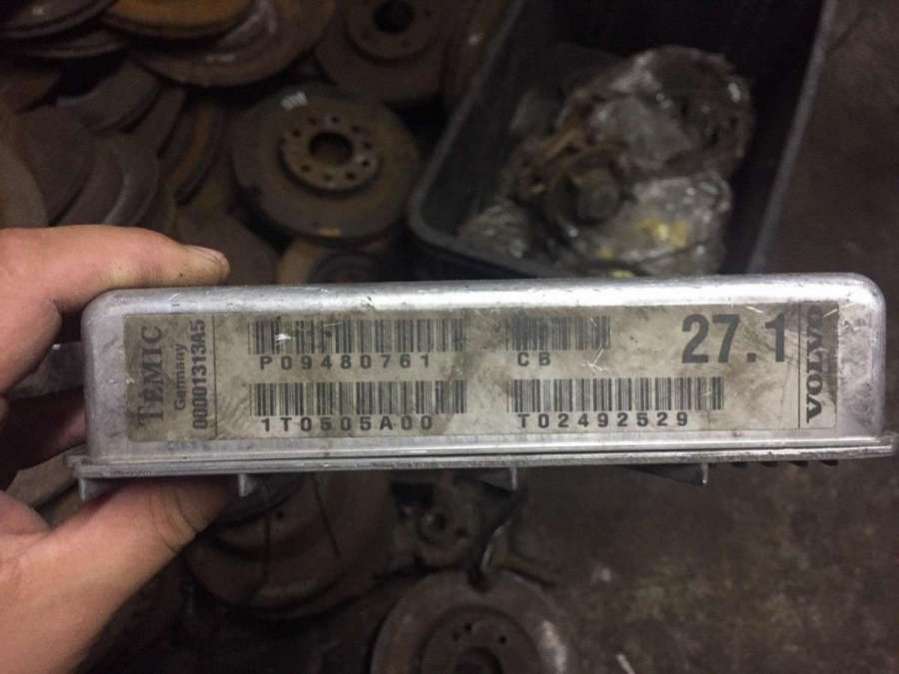 TEMIC
Germany
00001313A5
P09480761
CB
27.1
VOLVO
1T0505A00
T02492529